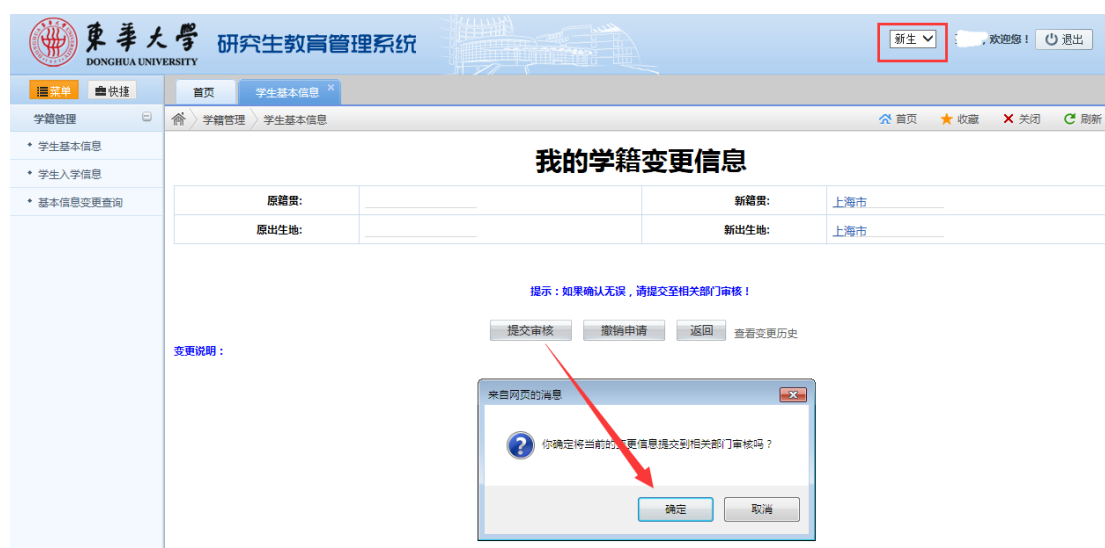 東華大學
DONGHUA UNIVERSITY
研究生教育管理系统
新生
,欢迎您!
退出
菜单
快捷
首页
学生基本信息
学籍管理
学籍管理
学生基本信息
首页
收藏
关闭
刷新
学生基本信息
学生入学信息
基本信息变更查询
我的学籍变更信息
原籍贯:
新籍贯:
上海市
原出生地:
新出生地:
上海市
提示：如果确认无误，请提交至相关部门审核！
提交审核
撤销申请
返回
查看变更历史
变更说明：
来自网页的消息
你确定将当前的变更信息提交到相关部门审核吗？
确定
取消